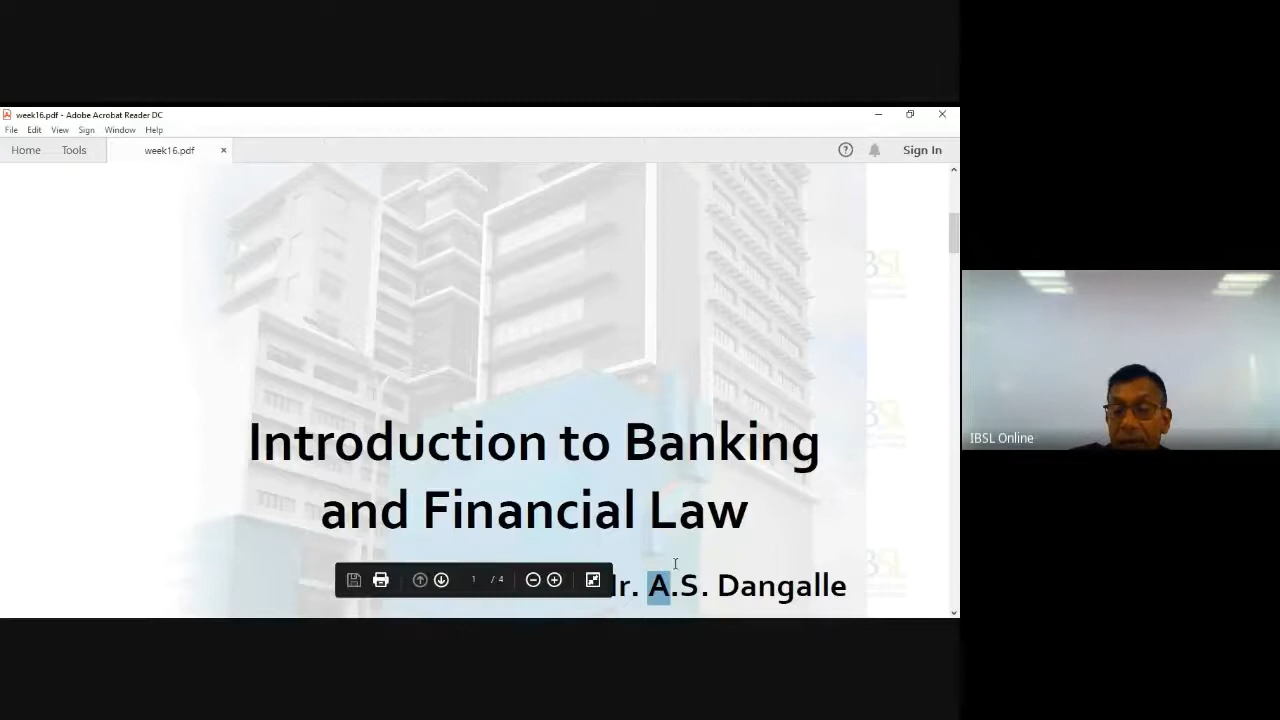 week16.pdf - Adobe Acrobat Reader DC
File Edit View Sign Window Help
Home Tools week16.pdf × Sign In
Introduction to Banking
and Financial Law
1 / 4
r. A.S. Dangalle
IBSL Online